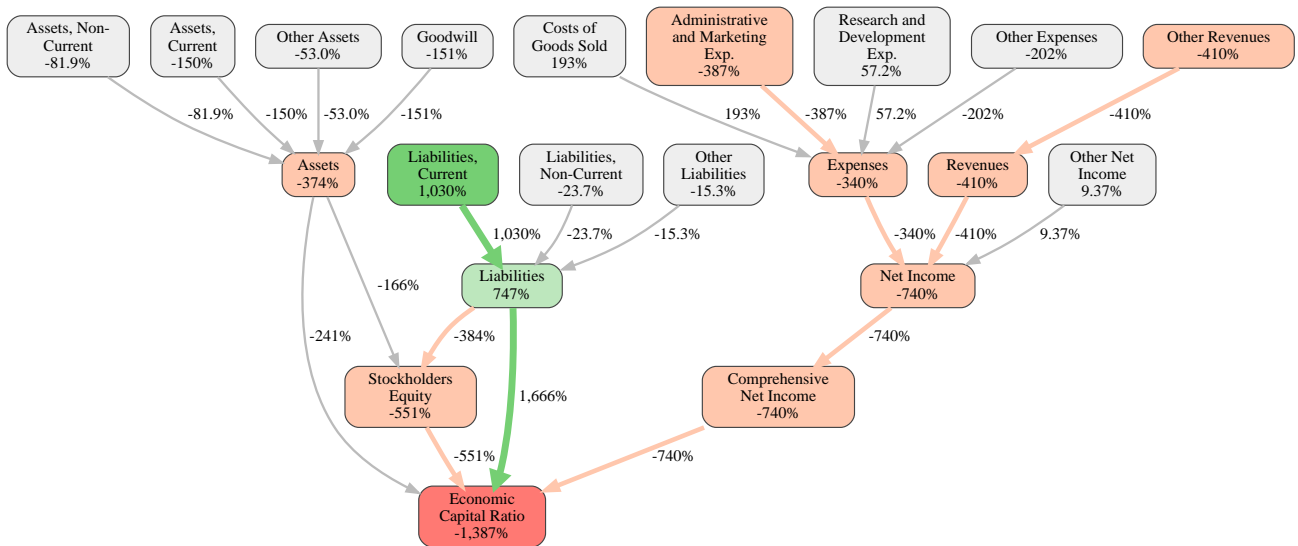 Assets, Non-
Current
-81.9%
Assets,
Current
-150%
Other Assets
-53.0%
Goodwill
-151%
Costs of
Goods Sold
193%
Administrative
and Marketing
Exp.
-387%
Research and
Development
Exp.
57.2%
Other Expenses
-202%
Other Revenues
-410%
-81.9%
-150%
-53.0%
-151%
193%
-387%
57.2%
-202%
-410%
Assets
-374%
Liabilities,
Current
1,030%
Liabilities,
Non-Current
-23.7%
Other
Liabilities
-15.3%
Expenses
-340%
Revenues
-410%
Other Net
Income
9.37%
1,030%
-23.7%
-15.3%
-340%
-410%
9.37%
Liabilities
747%
Net Income
-740%
-166%
-241%
-384%
1,666%
-740%
Stockholders
Equity
-551%
Comprehensive
Net Income
-740%
-551%
-740%
Economic
Capital Ratio
-1,387%